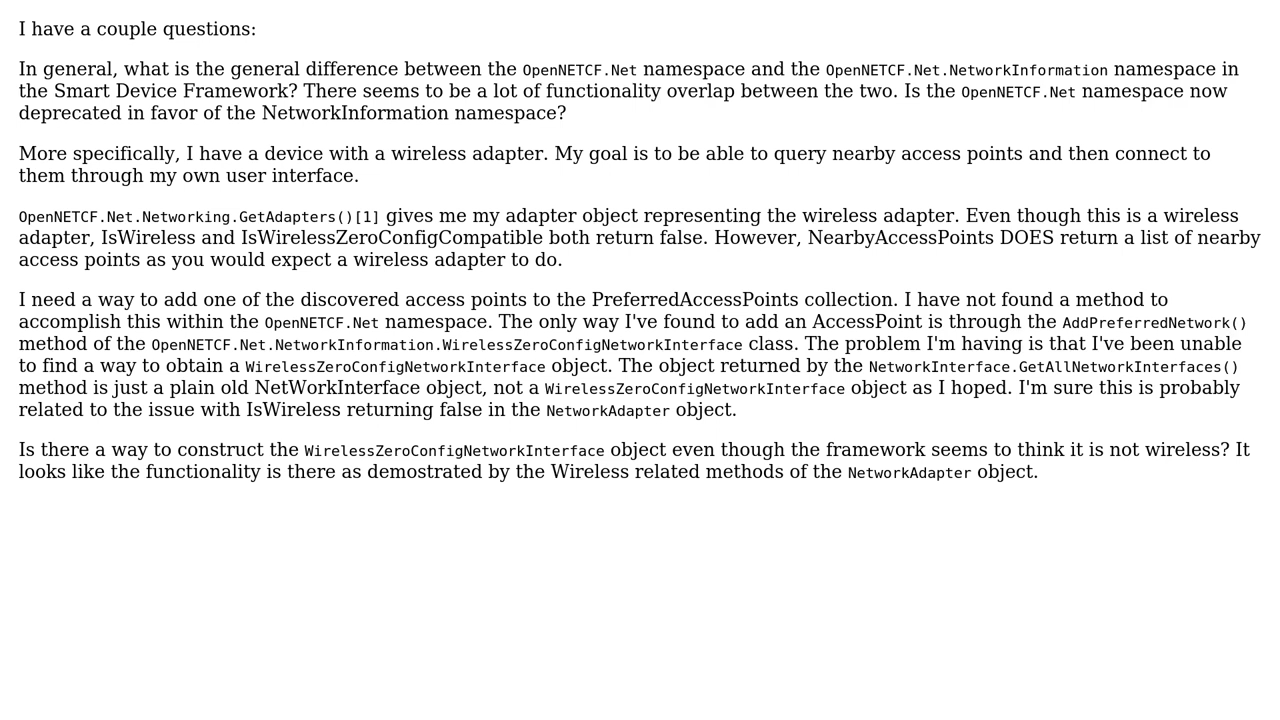 I have a couple questions:
In general, what is the general difference between the OpenNETCF.Net namespace and the OpenNETCF.Net.NetworkInformation namespace in
the Smart Device Framework? There seems to be a lot of functionality overlap between the two. Is the OpenNETCF.Net namespace now
deprecated in favor of the NetworkInformation namespace?
More specifically, I have a device with a wireless adapter. My goal is to be able to query nearby access points and then connect to
them through my own user interface.
OpenNETCF.Net.Networking.GetAdapters()[1] gives me my adapter object representing the wireless adapter. Even though this is a wireless
adapter, IsWireless and IsWirelessZeroConfigCompatible both return false. However, NearbyAccessPoints DOES return a list of nearby
access points as you would expect a wireless adapter to do.
I need a way to add one of the discovered access points to the PreferredAccessPoints collection. I have not found a method to
accomplish this within the OpenNETCF.Net namespace. The only way I've found to add an AccessPoint is through the AddPreferredNetwork()
method of the OpenNETCF.Net.NetworkInformation.WirelessZeroConfigNetworkInterface class. The problem I'm having is that I've been unable
to find a way to obtain a WirelessZeroConfigNetworkInterface object. The object returned by the NetworkInterface.GetAllNetworkInterfaces()
method is just a plain old NetWorkInterface object, not a WirelessZeroConfigNetworkInterface object as I hoped. I'm sure this is probably
related to the issue with IsWireless returning false in the NetworkAdapter object.
Is there a way to construct the WirelessZeroConfigNetworkInterface object even though the framework seems to think it is not wireless? It
looks like the functionality is there as demostrated by the Wireless related methods of the NetworkAdapter object.